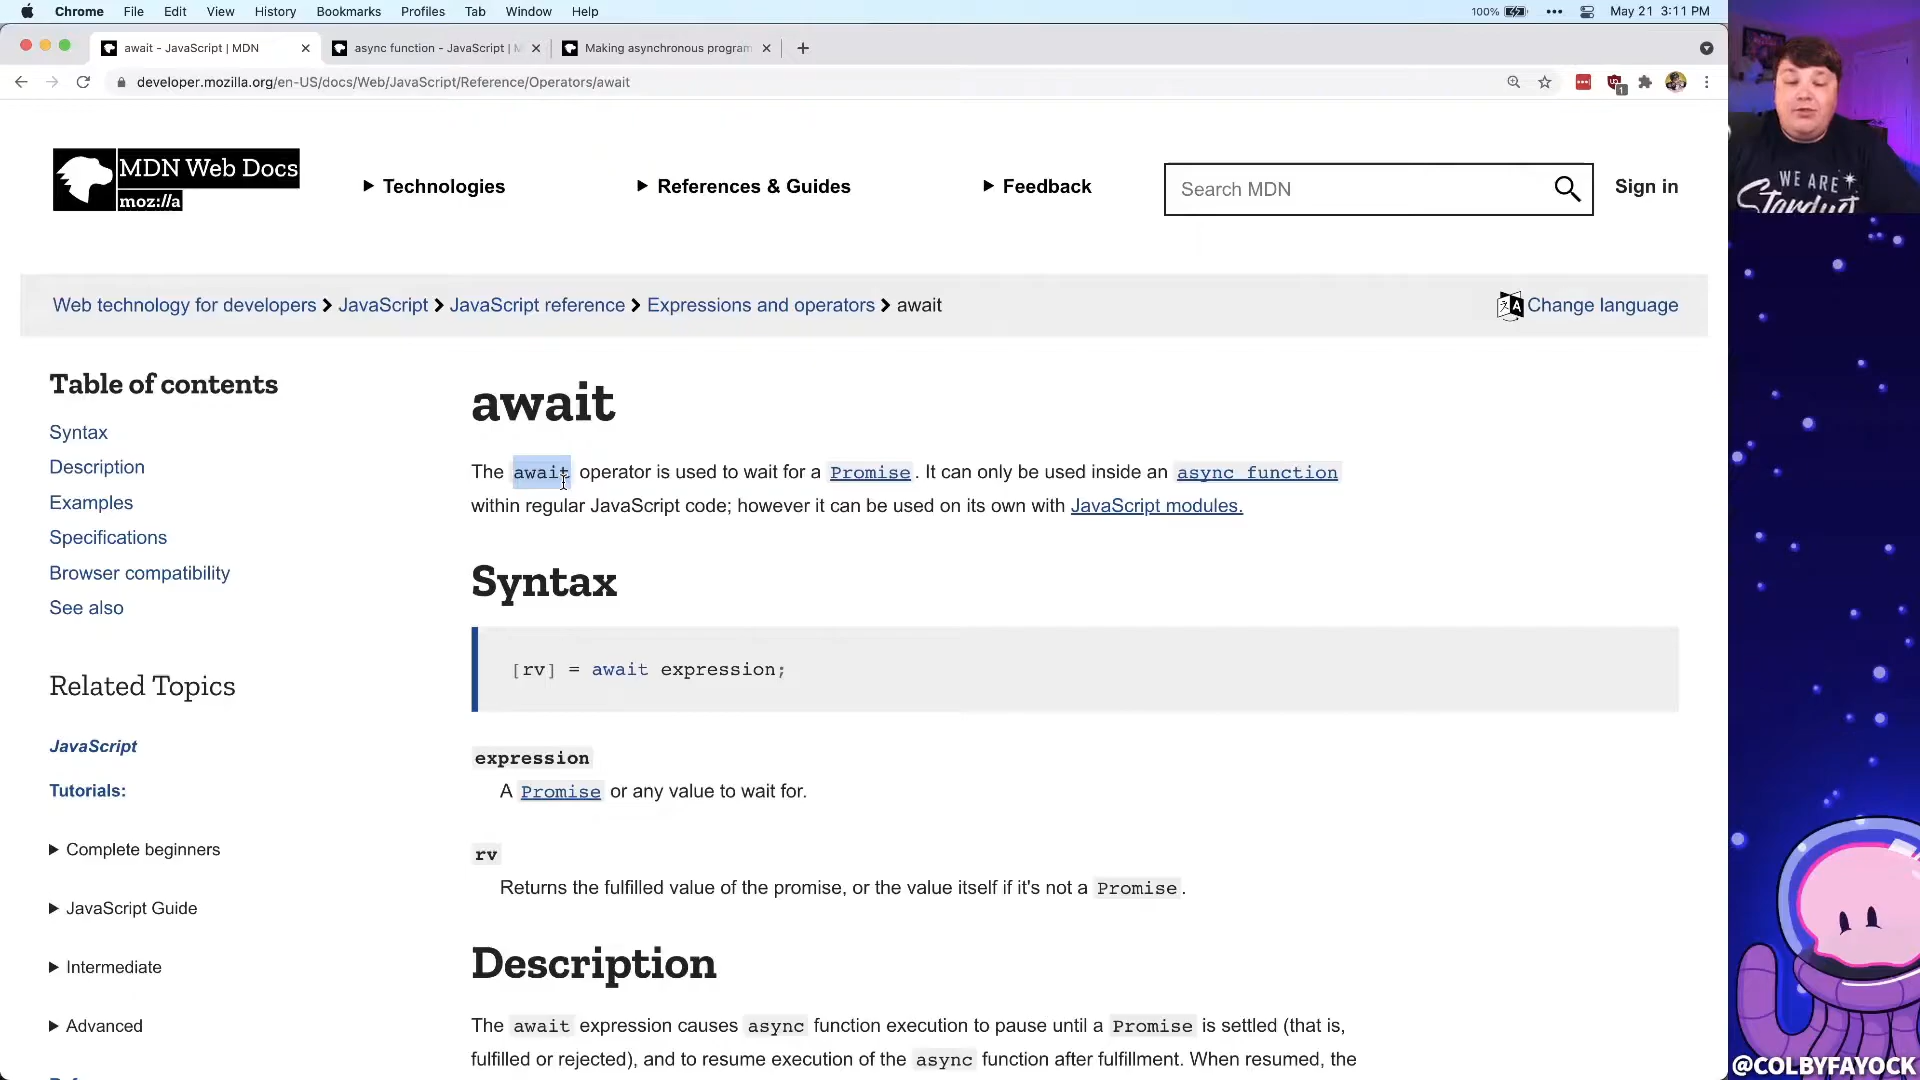 Chrome File Edit View History Bookmarks Profiles Tab Window Help 100% May 21 3:11 PM
await - JavaScript | MDN async function - JavaScript | M Making asynchronous program
developer.mozilla.org/en-US/docs/Web/JavaScript/Reference/Operators/await
MDN Web Docs
moz://a
Technologies References & Guides Feedback Search MDN Sign in
WE ARE
Stardust
Web technology for developers JavaScript JavaScript reference Expressions and operators await Change language
Table of contents
Syntax
Description
Examples
Specifications
Browser compatibility
See also
Related Topics
JavaScript
Tutorials:
Complete beginners
JavaScript Guide
Intermediate
Advanced
await
The await operator is used to wait for a Promise. It can only be used inside an async function
within regular JavaScript code; however it can be used on its own with JavaScript modules.
Syntax
[rv] = await expression;
expression
A Promise or any value to wait for.
rv
Returns the fulfilled value of the promise, or the value itself if it's not a Promise.
Description
The await expression causes async function execution to pause until a Promise is settled (that is,
fulfilled or rejected), and to resume execution of the async function after fulfillment. When resumed, the
@COLBYFAYOCK